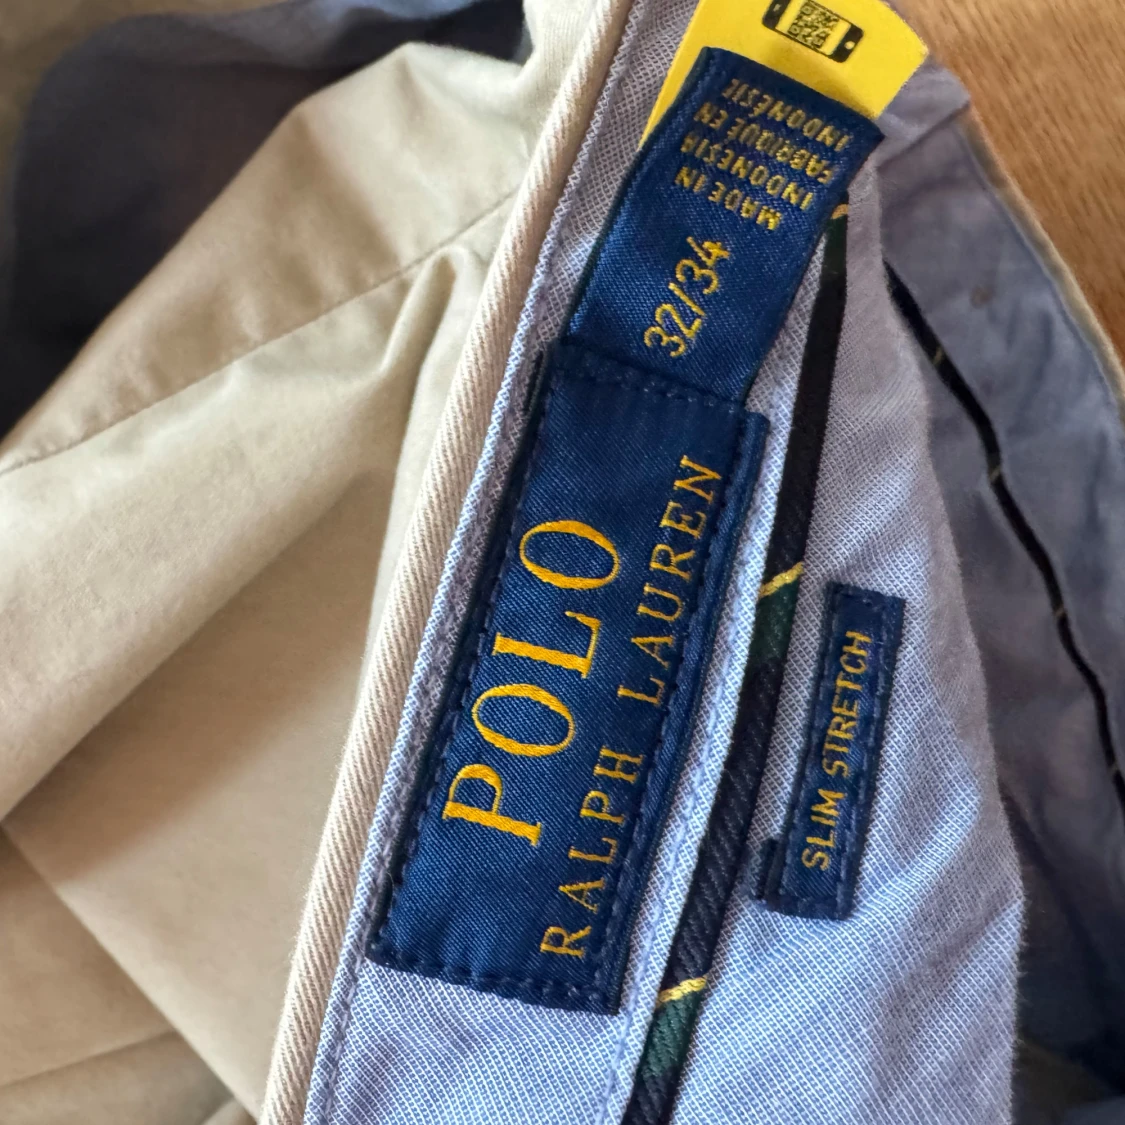 MADE IN
INDONESIA
FABRIQUÉ EN
INDONÉSIE
32/34
POLO
RALPH LAUREN
SLIM STRETCH